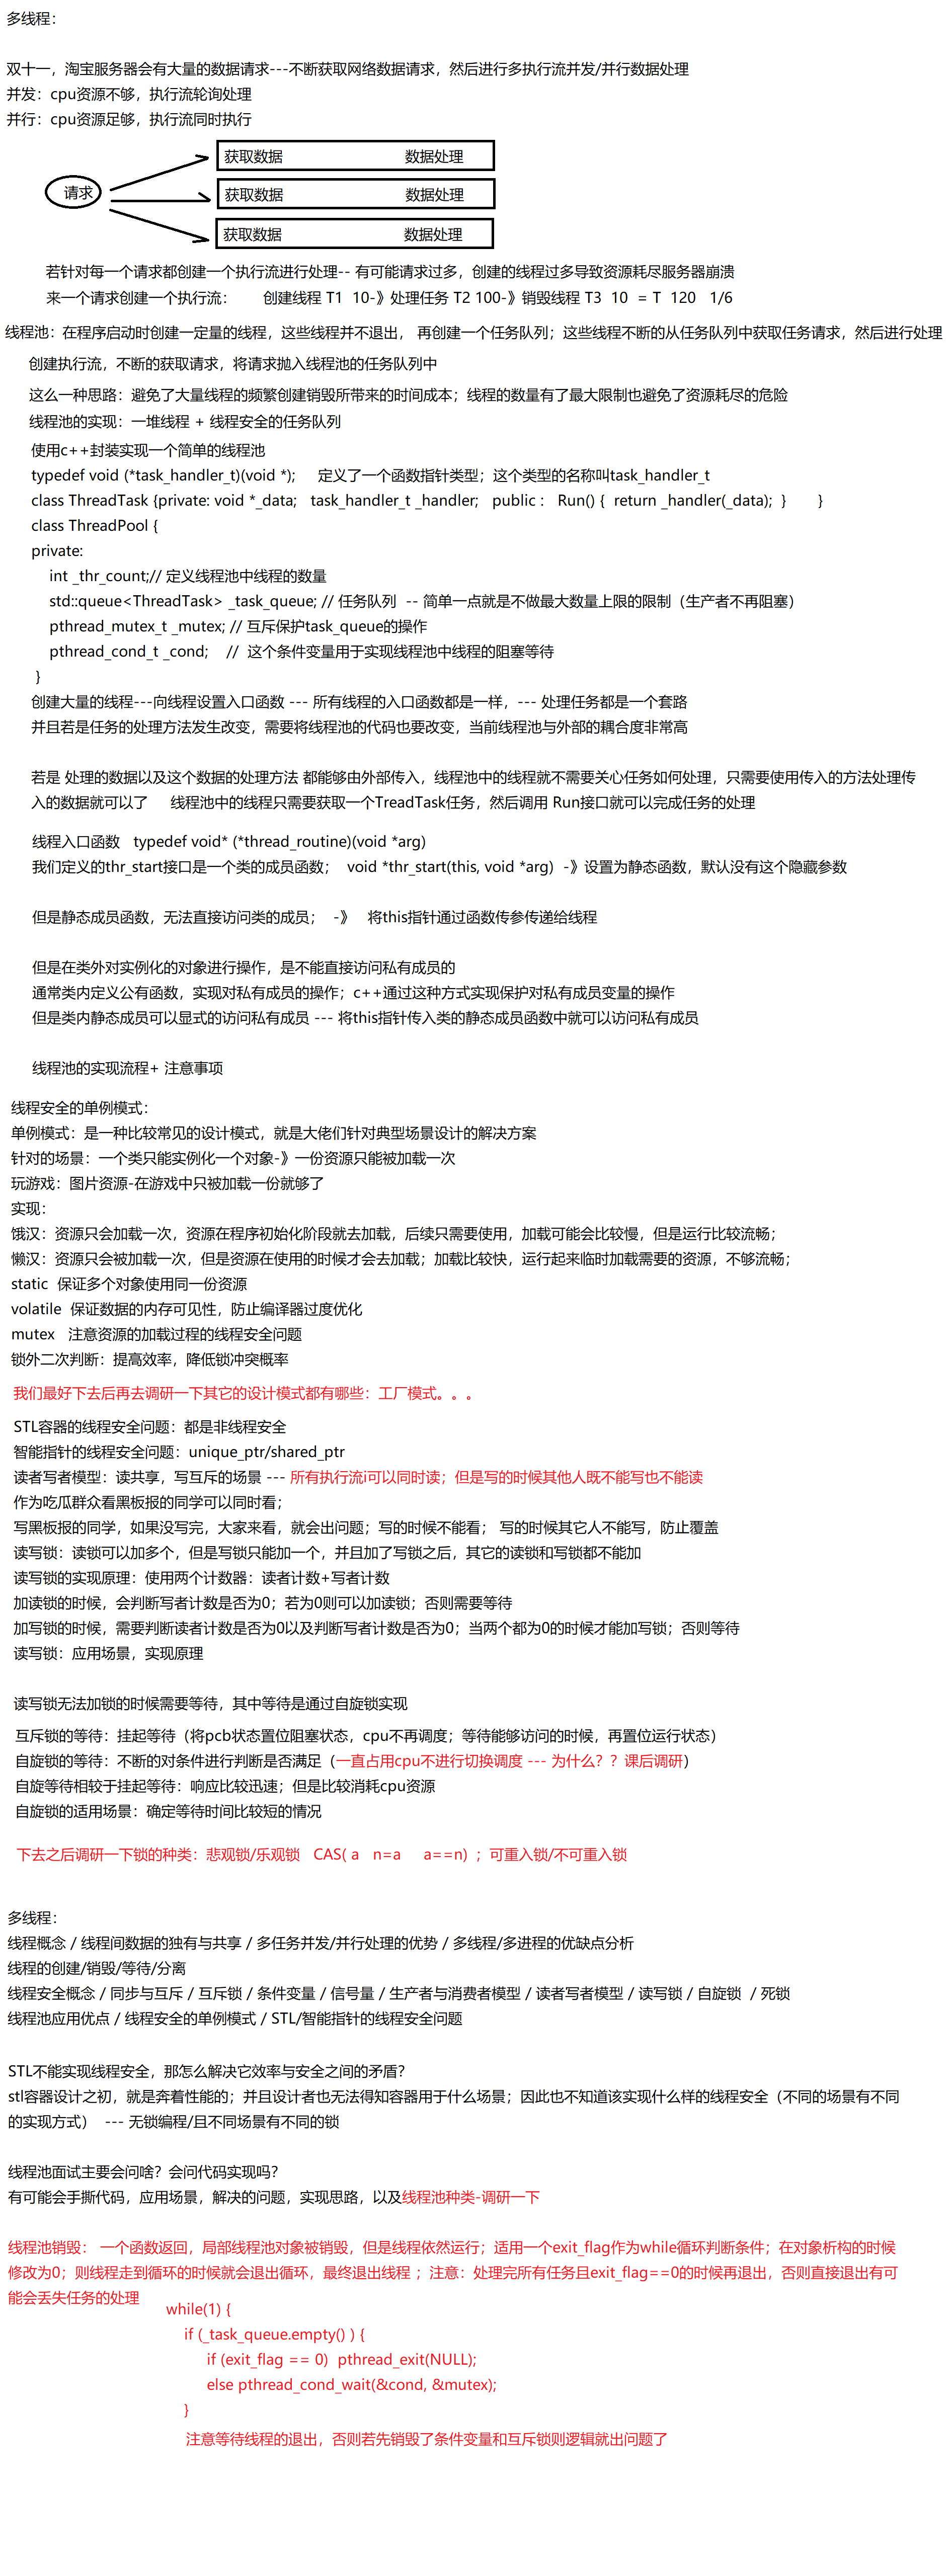 多线程：
双十一，淘宝服务器会有大量的数据请求---不断获取网络数据请求，然后进行多执行流并发/并行数据处理
并发：cpu资源不够，执行流轮询处理
并行：cpu资源足够，执行流同时执行
请求
获取数据 数据处理
获取数据 数据处理
获取数据 数据处理
若针对每一个请求都创建一个执行流进行处理-- 有可能请求过多，创建的线程过多导致资源耗尽服务器崩溃
来一个请求创建一个执行流： 创建线程 T1 10-》处理任务 T2 100-》销毁线程 T3 10 = T 120 1/6
线程池：在程序启动时创建一定量的线程，这些线程并不退出， 再创建一个任务队列；这些线程不断的从任务队列中获取任务请求，然后进行处理
创建执行流，不断的获取请求，将请求抛入线程池的任务队列中
这么一种思路：避免了大量线程的频繁创建销毁所带来的时间成本；线程的数量有了最大限制也避免了资源耗尽的危险
线程池的实现：一堆线程 + 线程安全的任务队列
使用c++封装实现一个简单的线程池
typedef void (*task_handler_t)(void *); 定义了一个函数指针类型；这个类型的名称叫task_handler_t
class ThreadTask {private: void *_data; task_handler_t _handler; public : Run() { return _handler(_data); } }
class ThreadPool {
private:
int _thr_count;// 定义线程池中线程的数量
std::queue<ThreadTask> _task_queue; // 任务队列 -- 简单一点就是不做最大数量上限的限制（生产者不再阻塞）
pthread_mutex_t _mutex; // 互斥保护task_queue的操作
pthread_cond_t _cond; // 这个条件变量用于实现线程池中线程的阻塞等待
}
创建大量的线程---向线程设置入口函数 --- 所有线程的入口函数都是一样，--- 处理任务都是一个套路
并且若是任务的处理方法发生改变，需要将线程池的代码也要改变，当前线程池与外部的耦合度非常高
若是 处理的数据以及这个数据的处理方法 都能够由外部传入，线程池中的线程就不需要关心任务如何处理，只需要使用传入的方法处理传
入的数据就可以了 线程池中的线程只需要获取一个TreadTask任务，然后调用 Run接口就可以完成任务的处理
线程入口函数 typedef void* (*thread_routine)(void *arg)
我们定义的thr_start接口是一个类的成员函数； void *thr_start(this, void *arg) -》设置为静态函数，默认没有这个隐藏参数
但是静态成员函数，无法直接访问类的成员； -》 将this指针通过函数传参传递给线程
但是在类外对实例化的对象进行操作，是不能直接访问私有成员的
通常类内定义公有函数，实现对私有成员的操作；c++通过这种方式实现保护对私有成员变量的操作
但是类内静态成员可以显式的访问私有成员 --- 将this指针传入类的静态成员函数中就可以访问私有成员
线程池的实现流程+ 注意事项
线程安全的单例模式：
单例模式：是一种比较常见的设计模式，就是大佬们针对典型场景设计的解决方案
针对的场景：一个类只能实例化一个对象-》一份资源只能被加载一次
玩游戏：图片资源-在游戏中只被加载一份就够了
实现：
饿汉：资源只会加载一次，资源在程序初始化阶段就去加载，后续只需要使用，加载可能会比较慢，但是运行比较流畅；
懒汉：资源只会被加载一次，但是资源在使用的时候才会去加载；加载比较快，运行起来临时加载需要的资源，不够流畅；
static 保证多个对象使用同一份资源
volatile 保证数据的内存可见性，防止编译器过度优化
mutex 注意资源的加载过程的线程安全问题
锁外二次判断：提高效率，降低锁冲突概率
我们最好下去后再去调研一下其它的设计模式都有哪些：工厂模式。。。
STL容器的线程安全问题：都是非线程安全
智能指针的线程安全问题：unique_ptr/shared_ptr
读者写者模型：读共享，写互斥的场景 --- 所有执行流i可以同时读；但是写的时候其他人既不能写也不能读
作为吃瓜群众看黑板报的同学可以同时看；
写黑板报的同学，如果没写完，大家来看，就会出问题；写的时候不能看； 写的时候其它人不能写，防止覆盖
读写锁：读锁可以加多个，但是写锁只能加一个，并且加了写锁之后，其它的读锁和写锁都不能加
读写锁的实现原理：使用两个计数器：读者计数+写者计数
加读锁的时候，会判断写者计数是否为0；若为0则可以加读锁；否则需要等待
加写锁的时候，需要判断读者计数是否为0以及判断写者计数是否为0；当两个都为0的时候才能加写锁；否则等待
读写锁：应用场景，实现原理
读写锁无法加锁的时候需要等待，其中等待是通过自旋锁实现
互斥锁的等待：挂起等待（将pcb状态置位阻塞状态，cpu不再调度；等待能够访问的时候，再置位运行状态）
自旋锁的等待：不断的对条件进行判断是否满足（一直占用cpu不进行切换调度 --- 为什么？？课后调研）
自旋等待相较于挂起等待：响应比较迅速；但是比较消耗cpu资源
自旋锁的适用场景：确定等待时间比较短的情况
下去之后调研一下锁的种类：悲观锁/乐观锁 CAS( a n=a a==n) ；可重入锁/不可重入锁
多线程：
线程概念 / 线程间数据的独有与共享 / 多任务并发/并行处理的优势 / 多线程/多进程的优缺点分析
线程的创建/销毁/等待/分离
线程安全概念 / 同步与互斥 / 互斥锁 / 条件变量 / 信号量 / 生产者与消费者模型 / 读者写者模型 / 读写锁 / 自旋锁 / 死锁
线程池应用优点 / 线程安全的单例模式 / STL/智能指针的线程安全问题
STL不能实现线程安全，那怎么解决它效率与安全之间的矛盾？
stl容器设计之初，就是奔着性能的；并且设计者也无法得知容器用于什么场景；因此也不知道该实现什么样的线程安全（不同的场景有不同
的实现方式） --- 无锁编程/且不同场景有不同的锁
线程池面试主要会问啥？会问代码实现吗？
有可能会手撕代码，应用场景，解决的问题，实现思路，以及线程池种类-调研一下
线程池销毁： 一个函数返回，局部线程池对象被销毁，但是线程依然运行；适用一个exit_flag作为while循环判断条件；在对象析构的时候
修改为0；则线程走到循环的时候就会退出循环，最终退出线程 ；注意：处理完所有任务且exit_flag==0的时候再退出，否则直接退出有可
能会丢失任务的处理
while(1) {
if (_task_queue.empty() ) {
if (exit_flag == 0) pthread_exit(NULL);
else pthread_cond_wait(&cond, &mutex);
}
注意等待线程的退出，否则若先销毁了条件变量和互斥锁则逻辑就出问题了